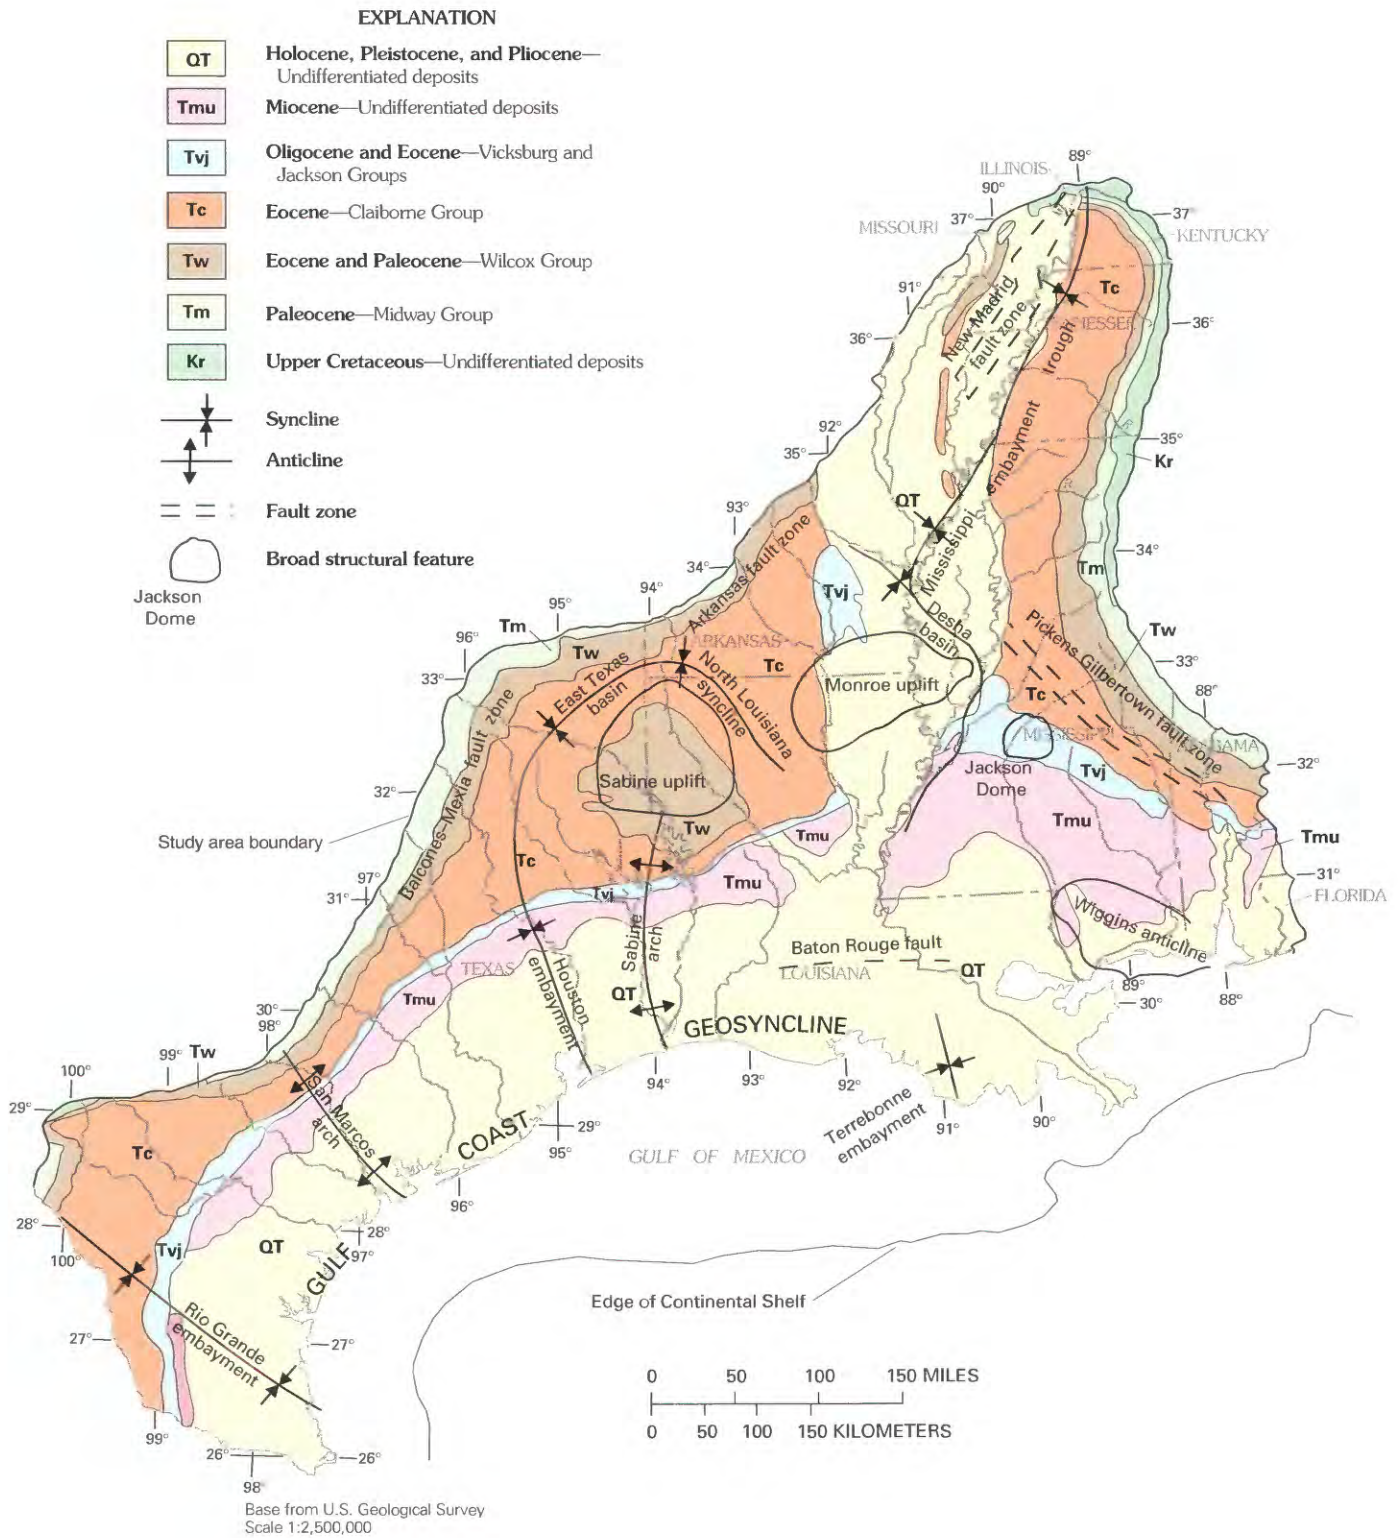 EXPLANATION
QT
Holocene, Pleistocene, and Pliocene—
Undifferentiated deposits
Tmu
Miocene—Undifferentiated deposits
Tvj
Oligocene and Eocene—Vicksburg and
Jackson Groups
Tc
Eocene—Claiborne Group
Tw
Eocene and Paleocene—Wilcox Group
Tm
Paleocene—Midway Group
Kr
Upper Cretaceous—Undifferentiated deposits
Syncline
Anticline
Fault zone
Broad structural feature
Jackson
Dome
ILLINOIS
89°
90°
37°
37°
MISSOURI
KENTUCKY
91°
New Madrid
fault zone
Tc
36°
36°
trough
92°
35°
embayment
35°
Kr
93°
QT
Mississippi
34°
34°
Tm
94°
Arkansas fault zone
Tvj
95°
Tm
96°
Desha
basin
Pickens Gilbertown fault zone
Tw
33°
33°
Tw
ARKANSAS
Tc
East Texas
basin
North Louisiana
syncline
Monroe uplift
Tc
88°
MISSISSIPPI
32°
32°
Sabine uplift
Jackson
Dome
Tvj
Balcones-Mexia fault zone
Study area boundary
Tw
Tmu
Tmu
Tmu
97°
31°
31°
Tc
Tvj
Tmu
FLORIDA
Wiggins anticline
Sabine
arch
Baton Rouge fault
LOUISIANA
QT
TEXAS
Tmu
Houston
embayment
QT
GEOSYNCLINE
89°
30°
88°
30°
98°
99°
Tw
100°
29°
San Marcos
arch
94°
93°
92°
Terrebonne
embayment
91°
90°
COAST
29°
95°
GULF OF MEXICO
96°
Tc
28°
100°
28°
97°
Tvj
QT
GULF
Edge of Continental Shelf
Rio Grande
embayment
27°
27°
0 50 100 150 MILES
0 50 100 150 KILOMETERS
99°
26°
26°
98°
Base from U.S. Geological Survey
Scale 1:2,500,000